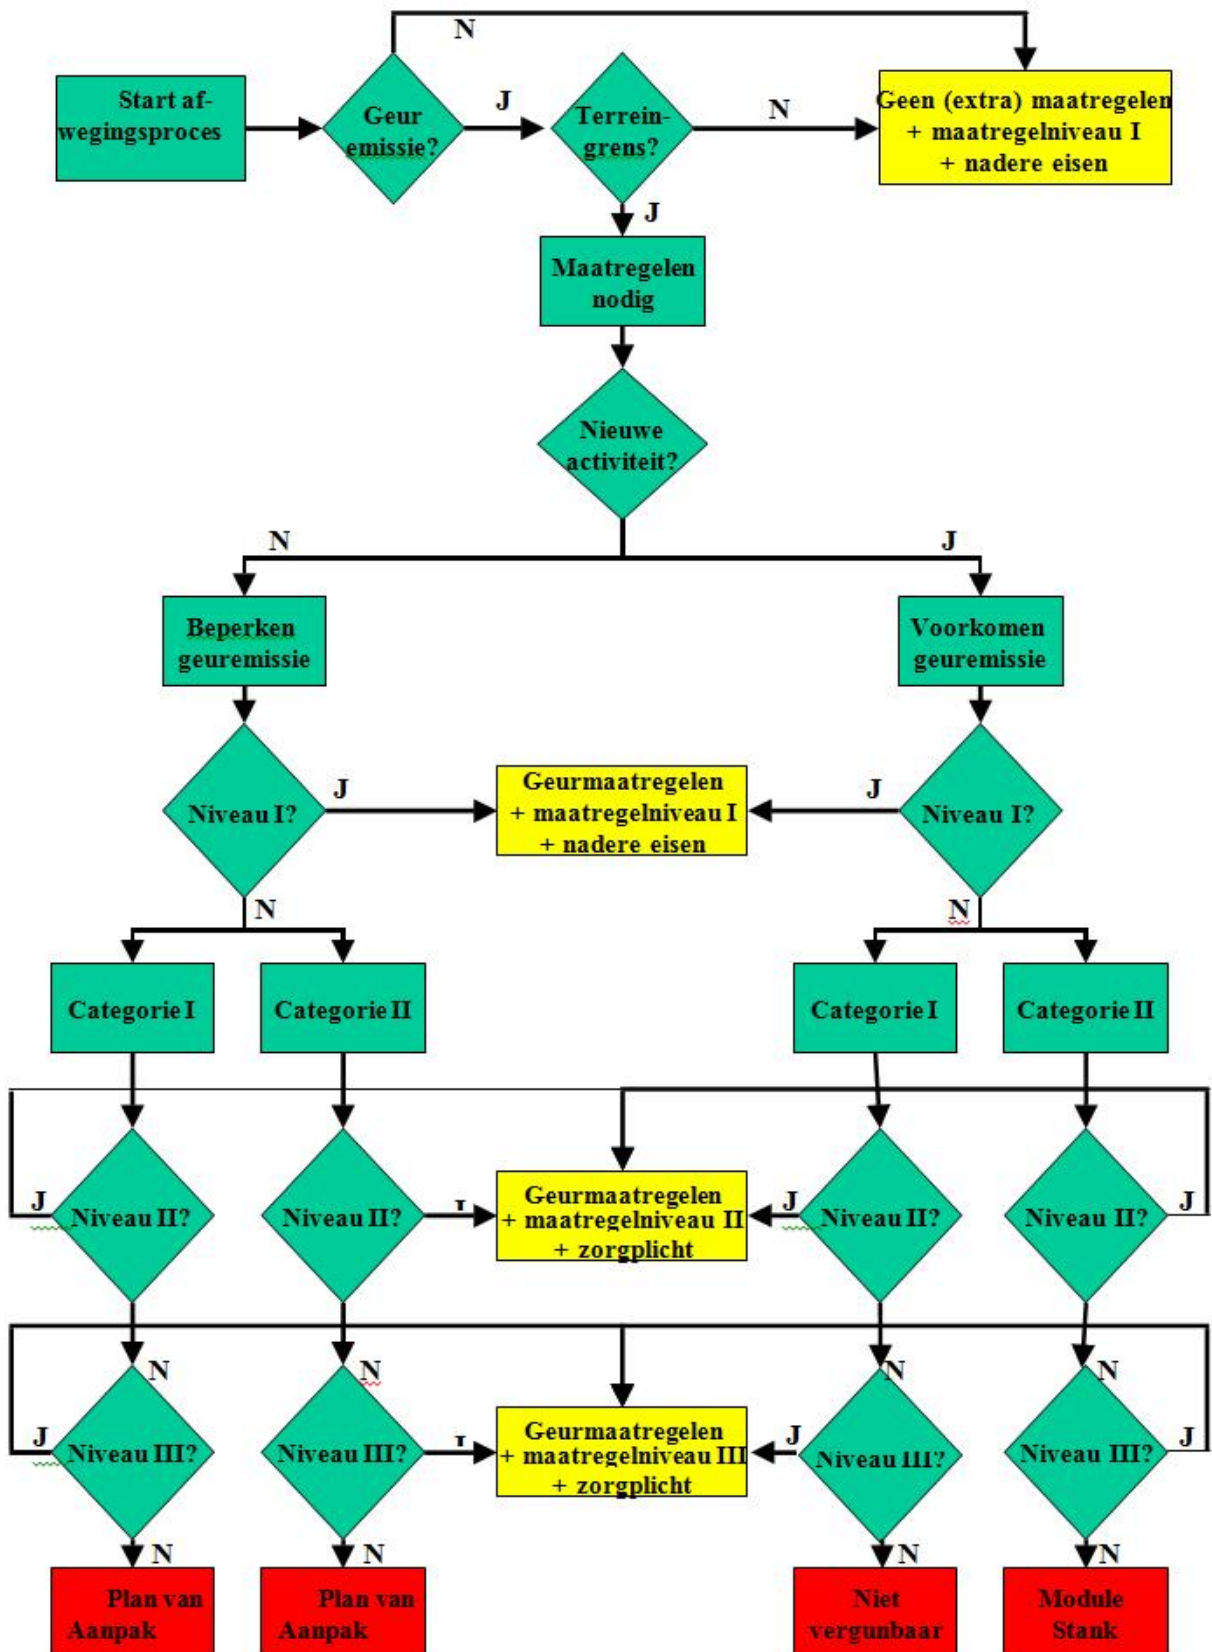 N
Start af-
wegingsproces
Geur
emissie?
J
Terrein-
grens?
N
Geen (extra) maatregelen
+ maatregelniveau I
+ nadere eisen
J
Maatregelen
nodig
Nieuwe
activiteit?
N
J
Beperken
geuremissie
Voorkomen
geuremissie
Niveau I?
J
Geurmaatregelen
+ maatregelniveau I
+ nadere eisen
J
Niveau I?
N
N
Categorie I
Categorie II
Categorie I
Categorie II
J
Niveau II?
Niveau II?
J
Geurmaatregelen
+ maatregelniveau II
+ zorgplicht
J
Niveau II?
Niveau II?
J
N
N
N
N
J
Niveau III?
Niveau III?
J
Geurmaatregelen
+ maatregelniveau III
+ zorgplicht
J
Niveau III?
Niveau III?
J
N
N
N
N
Plan van
Aanpak
Plan van
Aanpak
Niet
vergunbaar
Module
Stank